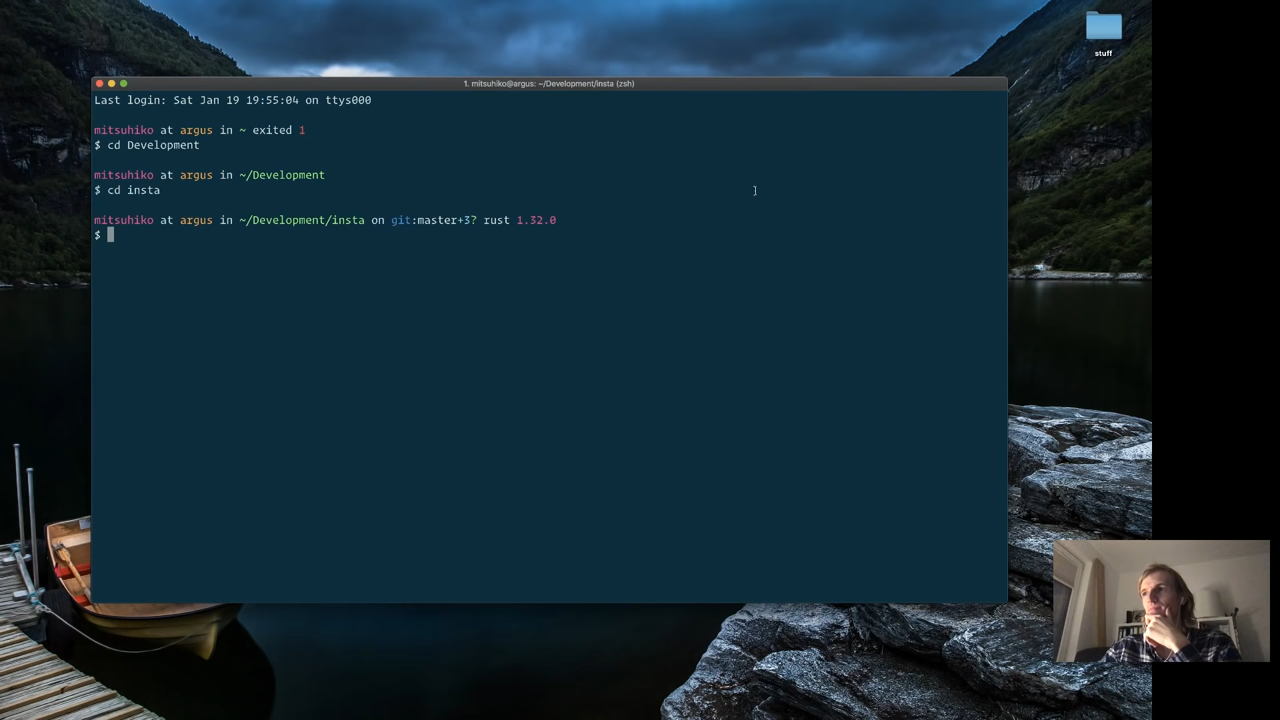 stuff
1. mitsuhiko@argus: ~/Development/insta (zsh)
Last login: Sat Jan 19 19:55:04 on ttys000
mitsuhiko at argus in ~ exited 1
$ cd Development
mitsuhiko at argus in ~/Development
$ cd insta
mitsuhiko at argus in ~/Development/insta on git:master+3? rust 1.32.0
$